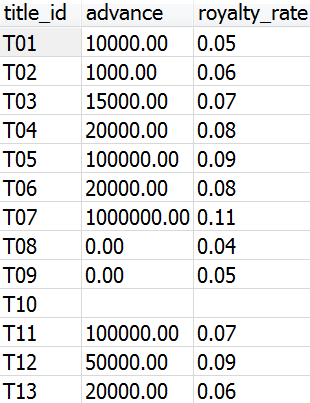 title_id advance royalty_rate
T01 10000.00 0.05
T02 1000.00 0.06
T03 15000.00 0.07
T04 20000.00 0.08
T05 100000.00 0.09
T06 20000.00 0.08
T07 1000000.00 0.11
T08 0.00 0.04
T09 0.00 0.05
T10
T11 100000.00 0.07
T12 50000.00 0.09
T13 20000.00 0.06